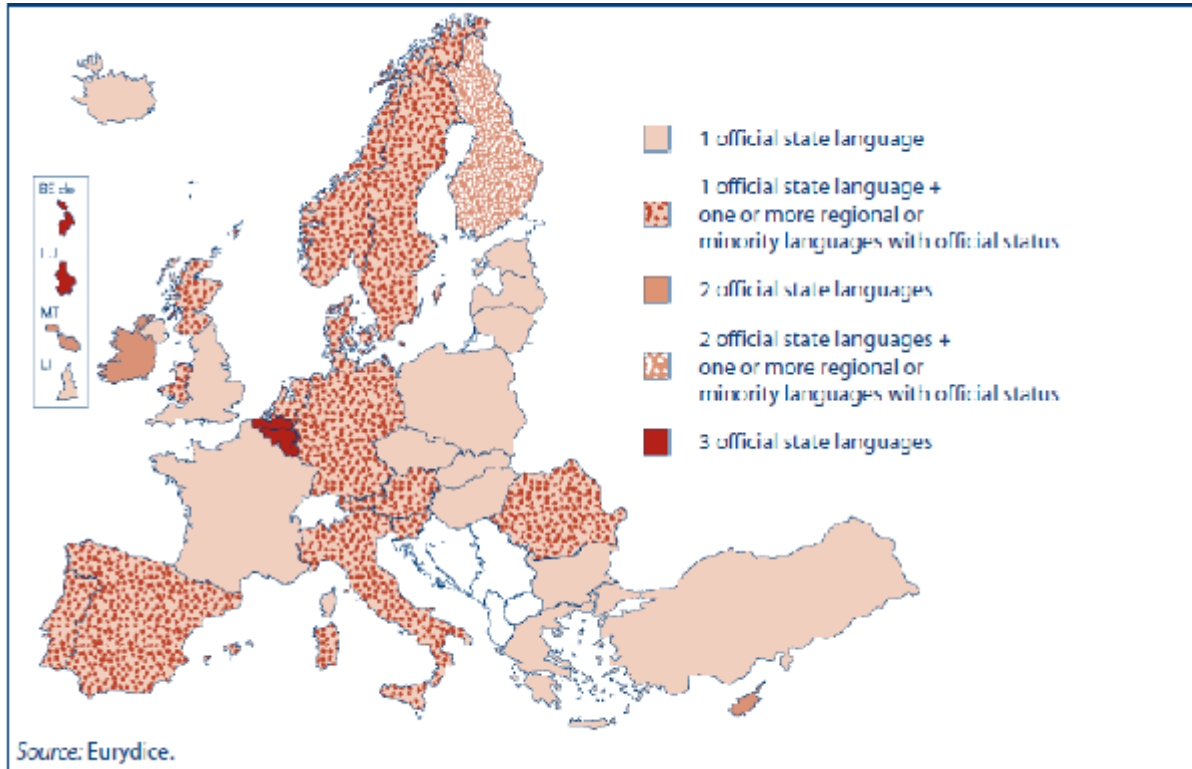 1 official state language
1 official state language +
one or more regional or
minority languages with official status
2 official state languages
2 official state languages +
one or more regional or
minority languages with official status
3 official state languages
BE de
LU
MT
LI
Source: Eurydice.